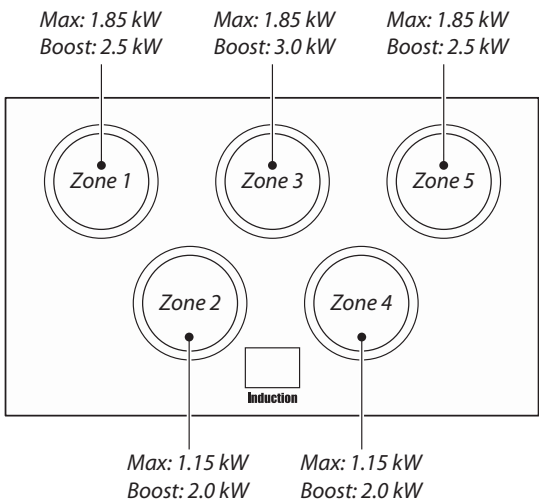 Max: 1.85 kW
Boost: 2.5 kW
Max: 1.85 kW
Boost: 3.0 kW
Max: 1.85 kW
Boost: 2.5 kW
Zone 1
Zone 3
Zone 5
Zone 2
Zone 4
Induction
Max: 1.15 kW
Boost: 2.0 kW
Max: 1.15 kW
Boost: 2.0 kW